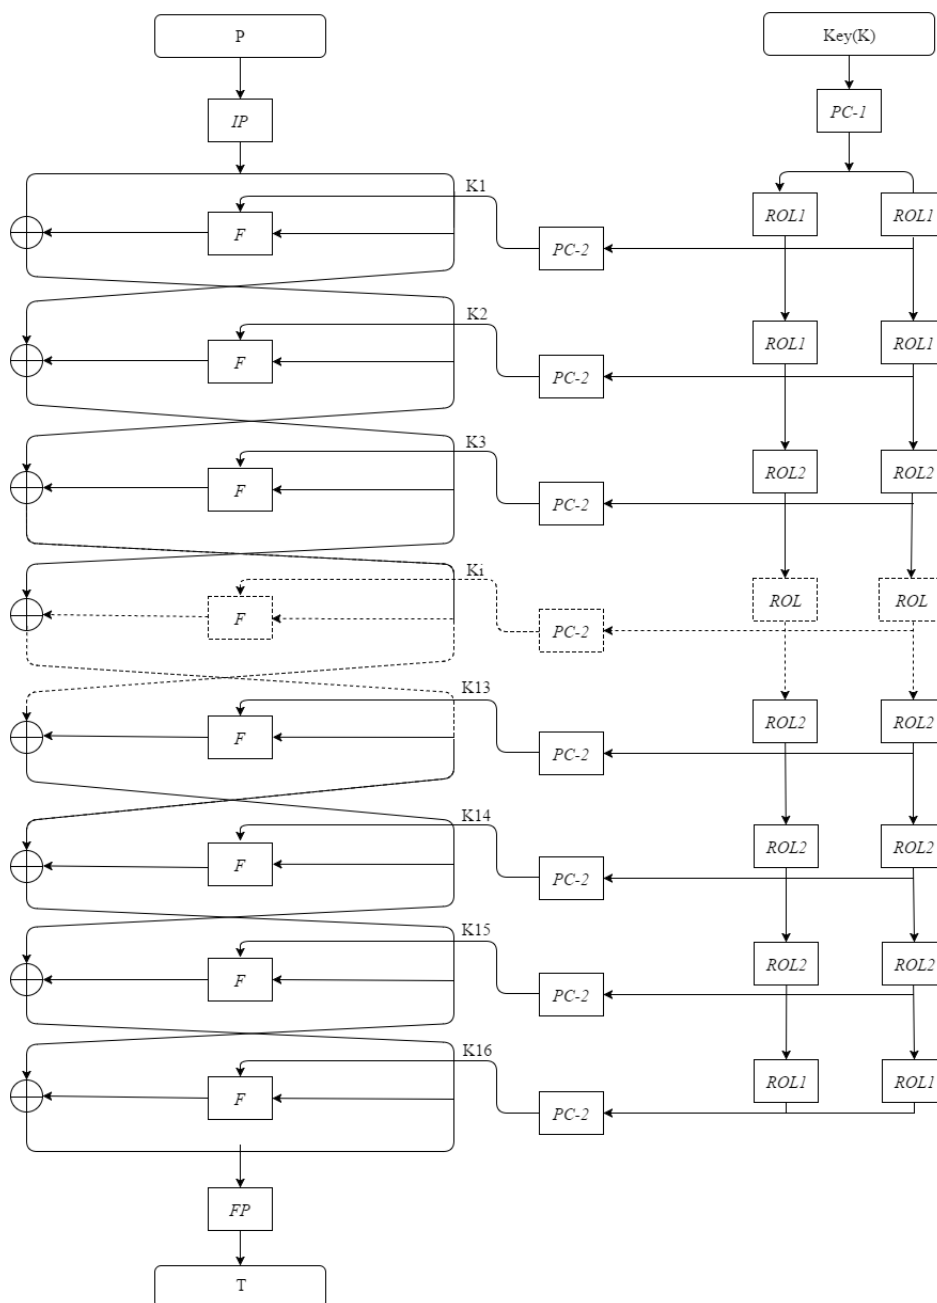 P
Key(K)
IP
PC-1
K1
ROL1
ROL1
F
PC-2
K2
ROL1
ROL1
F
PC-2
K3
ROL2
ROL2
F
PC-2
Ki
ROL
ROL
F
PC-2
K13
ROL2
ROL2
F
PC-2
K14
ROL2
ROL2
F
PC-2
K15
ROL2
ROL2
F
PC-2
K16
ROL1
ROL1
F
PC-2
FP
T